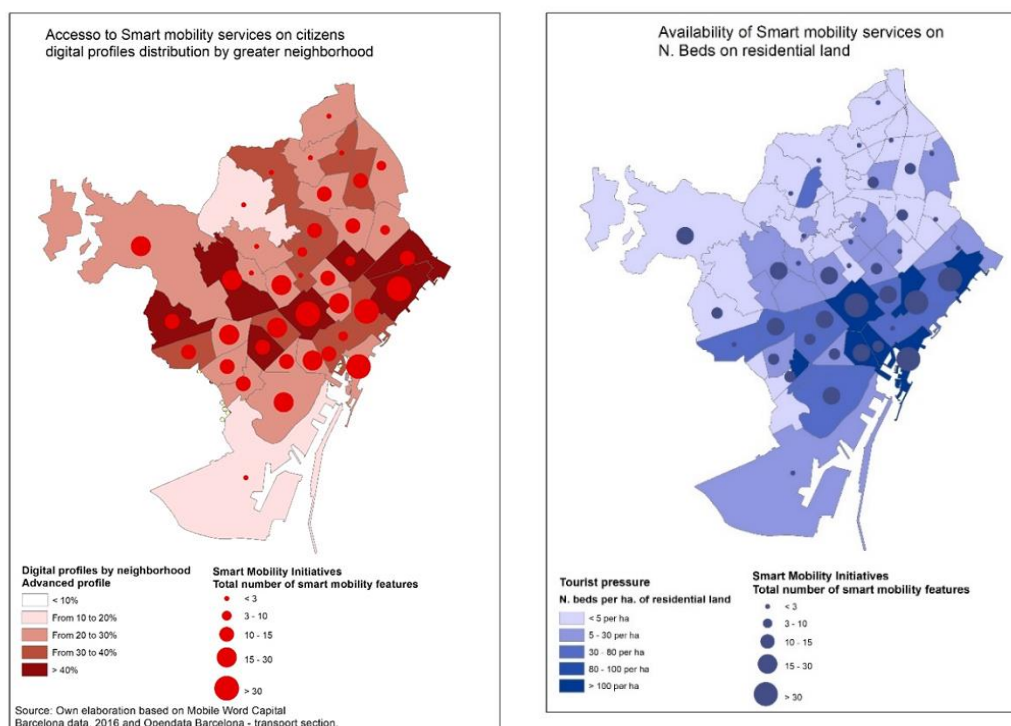 Accesso to Smart mobility services on citizens
digital profiles distribution by greater neighborhood
Digital profiles by neighborhood
Advanced profile
< 10%
From 10 to 20%
From 20 to 30%
From 30 to 40%
> 40%
Smart Mobility Initiatives
Total number of smart mobility features
< 3
3 - 10
10 - 15
15 - 30
> 30
Source: Own elaboration based on Mobile Word Capital
Barcelona data, 2016 and Opendata Barcelona - transport section.
Availability of Smart mobility services on
N. Beds on residential land
Tourist pressure
N. beds per ha. of residential land
< 5 per ha
5 - 30 per ha
30 - 80 per ha
80 - 100 per ha
> 100 per ha
Smart Mobility Initiatives
Total number of smart mobility features
< 3
3 - 10
10 - 15
15 - 30
> 30